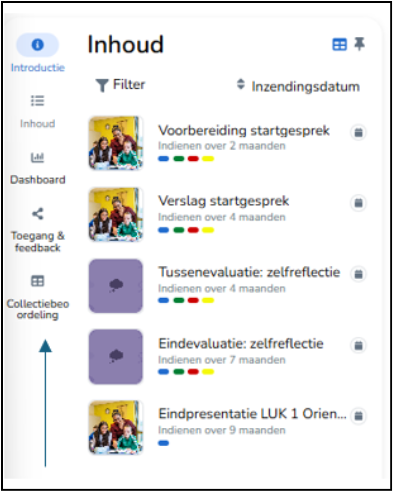 Introductie
Inhoud
Dashboard
Toegang &
feedback
Collectiebeo
ordeling
Inhoud
Filter
Inzendingsdatum
Voorbereiding startgesprek
Indienen over 2 maanden
Verslag startgesprek
Indienen over 4 maanden
Tussenevaluatie: zelfreflectie
Indienen over 4 maanden
Eindevaluatie: zelfreflectie
Indienen over 7 maanden
Eindpresentatie LUK 1 Orien...
Indienen over 9 maanden